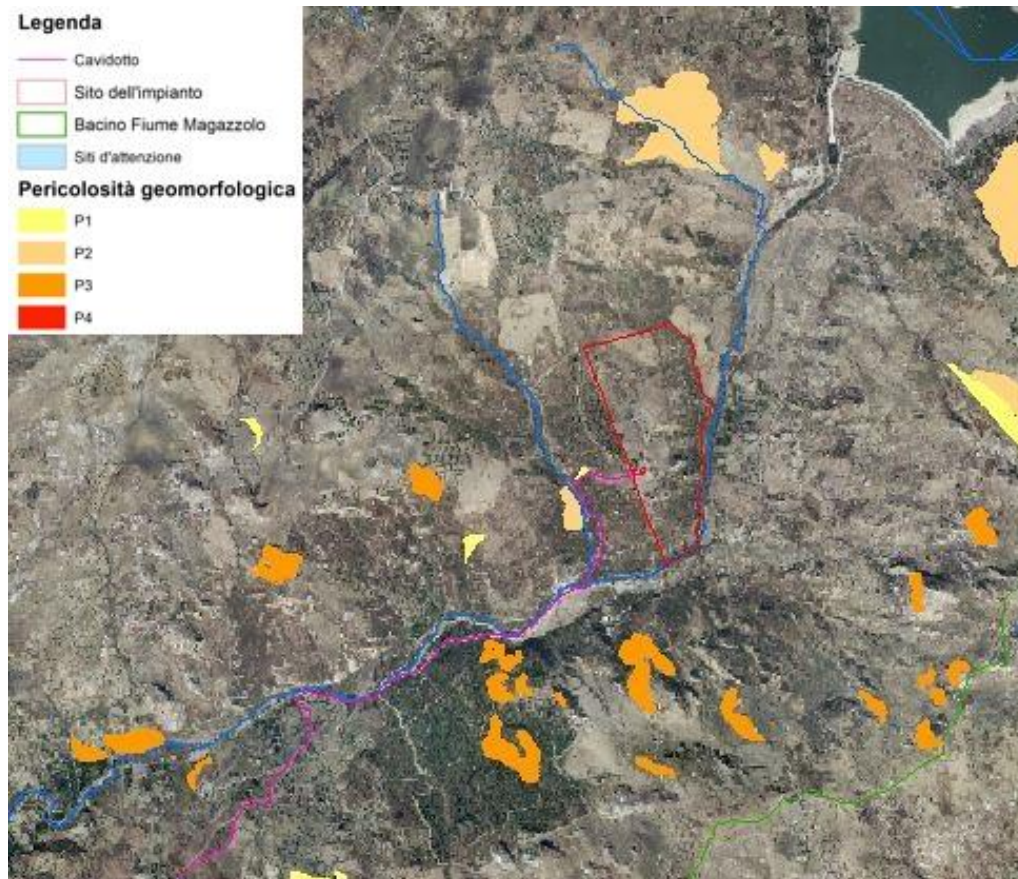 Legenda
Cavidotto
Sito dell'impianto
Bacino Fiume Magazzolo
Siti d'attenzione
Pericolosità geomorfologica
P1
P2
P3
P4